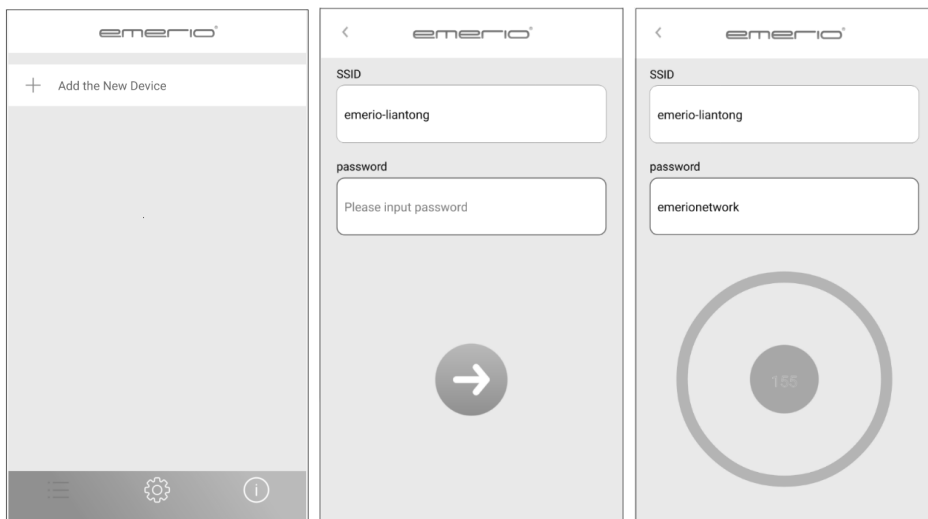 emerio®
Add the New Device
emerio®
SSID
emerio-liantong
password
Please input password
emerio®
SSID
emerio-liantong
password
emerionetwork
155